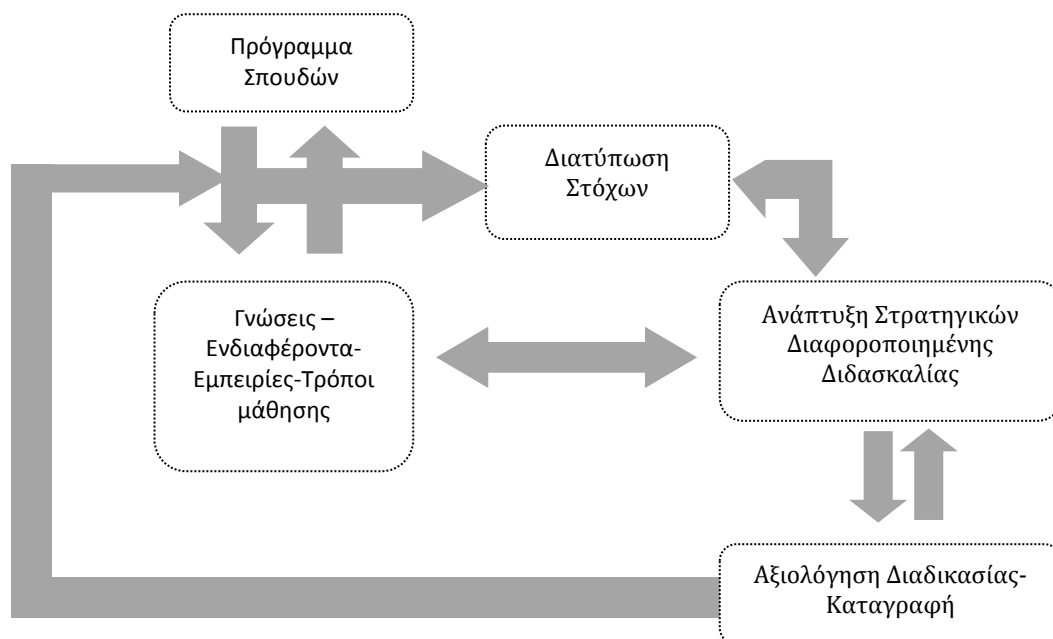 Πρόγραμμα
Σπουδών
Διατύπωση
Στόχων
Γνώσεις –
Ενδιαφέροντα-
Εμπειρίες-Τρόποι
μάθησης
Ανάπτυξη Στρατηγικών
Διαφοροποιημένης
Διδασκαλίας
Αξιολόγηση Διαδικασίας-
Καταγραφή